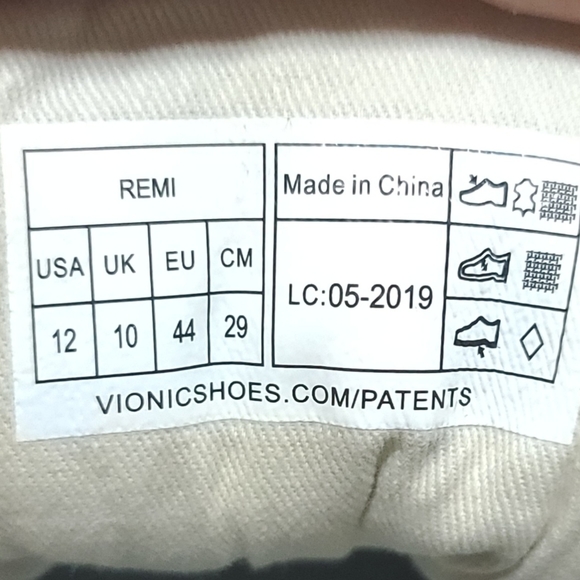 REMI
USA UK EU CM
12 10 44 29
Made in China
LC:05-2019
VIONICSHOES.COM/PATENTS